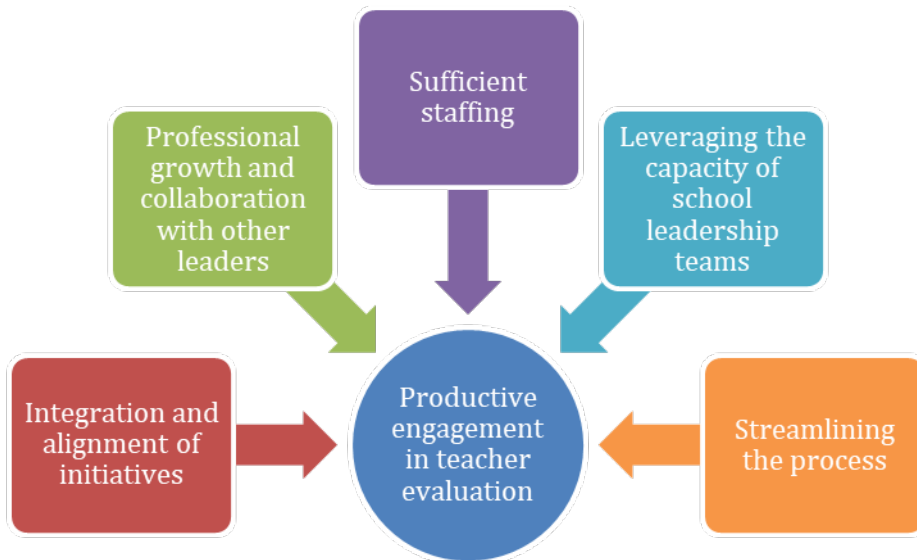 Sufficient
staffing
Professional
growth and
collaboration
with other
leaders
Leveraging the
capacity of
school
leadership
teams
Integration and
alignment of
initiatives
Productive
engagement
in teacher
evaluation
Streamlining
the process